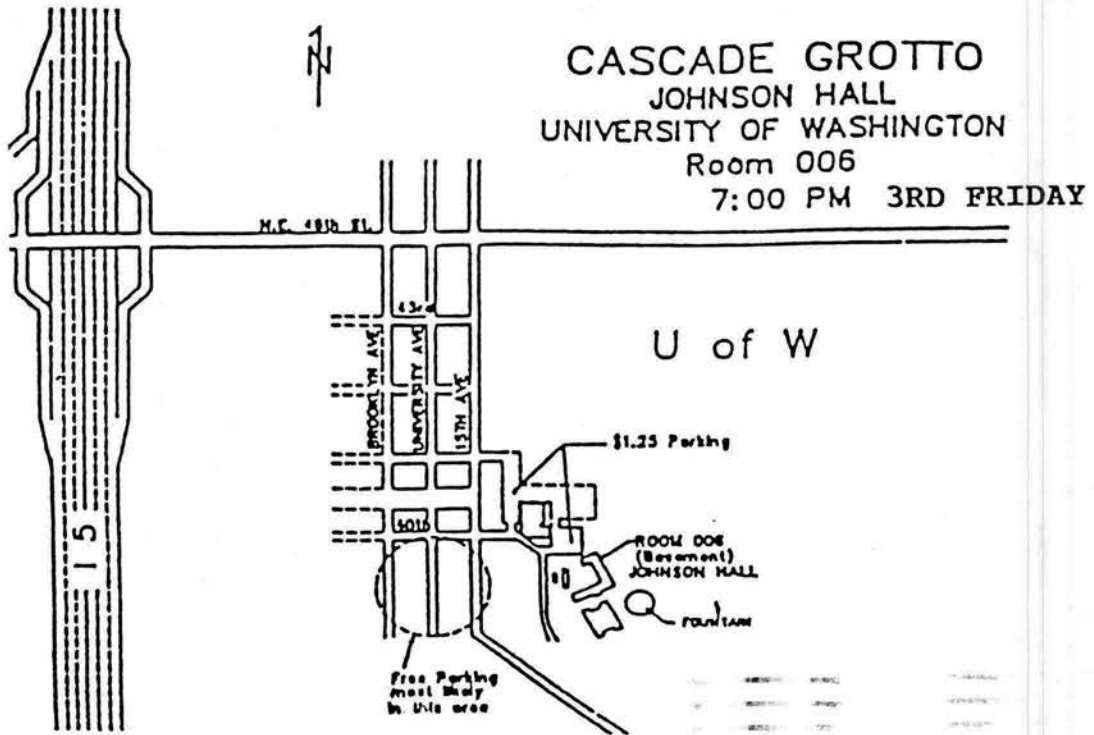 N
CASCADE GROTTO
JOHNSON HALL
UNIVERSITY OF WASHINGTON
Room 006
7:00 PM 3RD FRIDAY
N.E. 45th St.
43rd
U of W
BROOKLYN AVE
UNIVERSITY AVE
15TH AVE
$1.25 Parking
I 5
40th
ROOM 006
(Basement)
JOHNSON HALL
FOUNTAIN
Free Parking
most likely
in this area